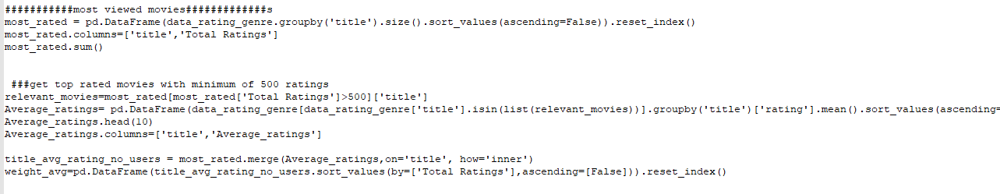 ###########most viewed movies#############s
most_rated = pd.DataFrame(data_rating_genre.groupby('title').size().sort_values(ascending=False)).reset_index()
most_rated.columns=['title','Total Ratings']
most_rated.sum()
###get top rated movies with minimum of 500 ratings
relevant_movies=most_rated[most_rated['Total Ratings']>500]['title']
Average_ratings= pd.DataFrame(data_rating_genre[data_rating_genre['title'].isin(list(relevant_movies))].groupby('title')['rating'].mean().sort_values(ascending=
Average_ratings.head(10)
Average_ratings.columns=['title','Average_ratings']
title_avg_rating_no_users = most_rated.merge(Average_ratings,on='title', how='inner')
weight_avg=pd.DataFrame(title_avg_rating_no_users.sort_values(by=['Total Ratings'],ascending=[False])).reset_index()